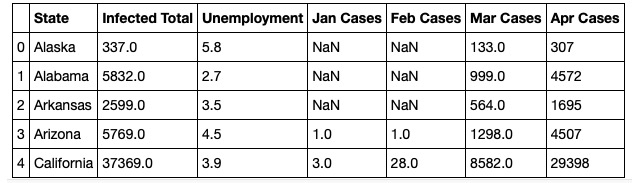 State Infected Total Unemployment Jan Cases Feb Cases Mar Cases Apr Cases
0 Alaska 337.0 5.8 NaN NaN 133.0 307
1 Alabama 5832.0 2.7 NaN NaN 999.0 4572
2 Arkansas 2599.0 3.5 NaN NaN 564.0 1695
3 Arizona 5769.0 4.5 1.0 1.0 1298.0 4507
4 California 37369.0 3.9 3.0 28.0 8582.0 29398